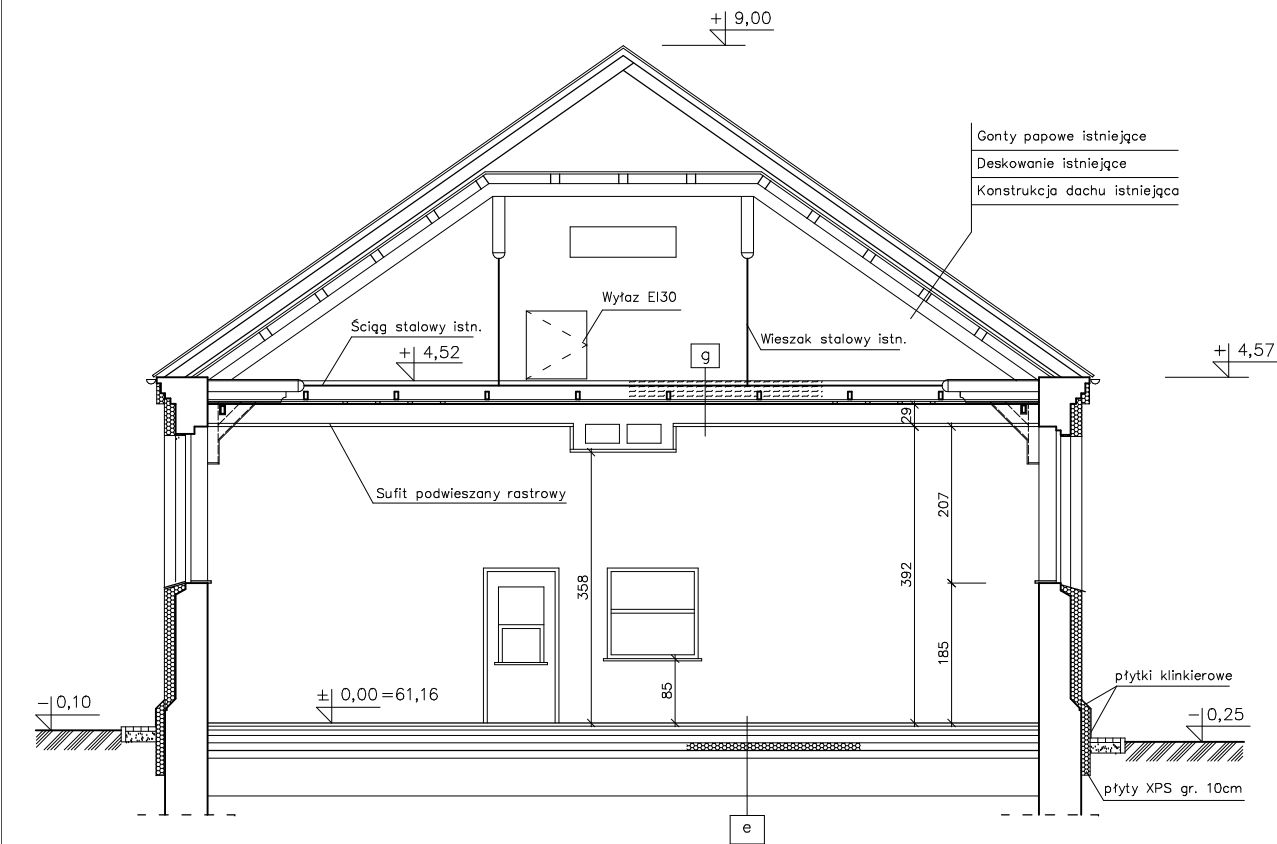 + 9,00
Gonty papowe istniejące
Deskowanie istniejące
Konstrukcja dachu istniejąca
Wyłaz EI30
Ściąg stalowy istn.
Wieszak stalowy istn.
+ 4,52
g
+ 4,57
29
Sufit podwieszany rastrowy
207
358
392
185
85
płytki klinkierowe
± 0,00=61,16
- 0,10
- 0,25
płyty XPS gr. 10cm
e